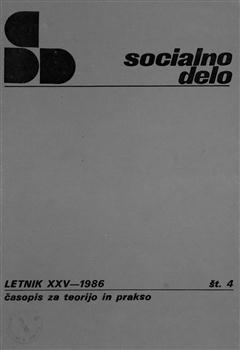 socialno
delo
LETNIK XXV—1986 št. 4
časopis za teorijo in prakso